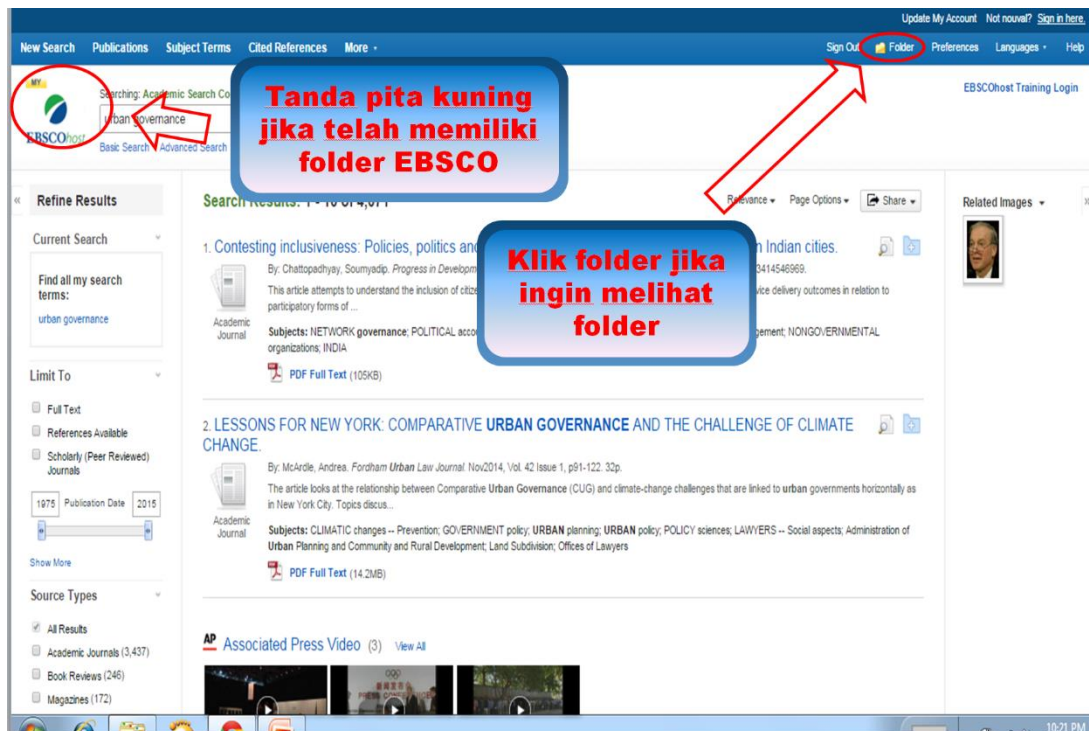 Update My Account Not nouval? Sign in here.
New Search Publications Subject Terms Cited References More
Sign Out Folder Preferences Languages Help
MY
EBSCOhost
Searching: Academic Search Co
urban governance
Basic Search Advanced Search
EBSCOhost Training Login
Tanda pita kuning
jika telah memiliki
folder EBSCO
Klik folder jika
ingin melihat
folder
« Refine Results
Current Search
Find all my search
terms:
urban governance
Limit To
Full Text
References Available
Scholarly (Peer Reviewed)
Journals
1975 Publication Date 2015
Show More
Source Types
All Results
Academic Journals (3,437)
Book Reviews (246)
Magazines (172)
Search Results: 1 - 10 of
Relevance Page Options Share
1. Contesting inclusiveness: Policies, politics and n Indian cities.
By: Chattopadhyay, Soumyadip. Progress in Developm 3414546969.
This article attempts to understand the inclusion of citize vice delivery outcomes in relation to
participatory forms of ...
Academic
Journal
Subjects: NETWORK governance; POLITICAL acco gement; NONGOVERNMENTAL
organizations; INDIA
PDF Full Text (105KB)
2. LESSONS FOR NEW YORK: COMPARATIVE URBAN GOVERNANCE AND THE CHALLENGE OF CLIMATE
CHANGE.
By: McArdle, Andrea. Fordham Urban Law Journal. Nov2014, Vol. 42 Issue 1, p91-122. 32p.
The article looks at the relationship between Comparative Urban Governance (CUG) and climate-change challenges that are linked to urban governments horizontally as
in New York City. Topics discus...
Academic
Journal
Subjects: CLIMATIC changes -- Prevention; GOVERNMENT policy; URBAN planning; URBAN policy; POLICY sciences; LAWYERS -- Social aspects; Administration of
Urban Planning and Community and Rural Development; Land Subdivision; Offices of Lawyers
PDF Full Text (14.2MB)
AP Associated Press Video (3) View All
Related Images
10:21 PM